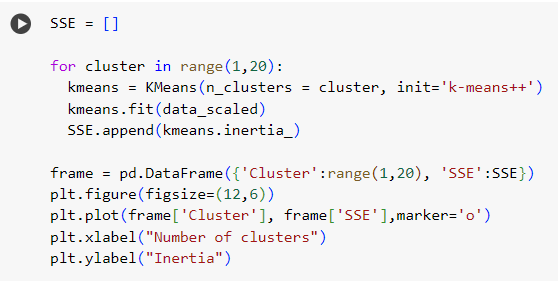 SSE = []
for cluster in range(1,20):
  kmeans = KMeans(n_clusters = cluster, init='k-means++')
  kmeans.fit(data_scaled)
  SSE.append(kmeans.inertia_)
frame = pd.DataFrame({'Cluster':range(1,20), 'SSE':SSE})
plt.figure(figsize=(12,6))
plt.plot(frame['Cluster'], frame['SSE'],marker='o')
plt.xlabel("Number of clusters")
plt.ylabel("Inertia")